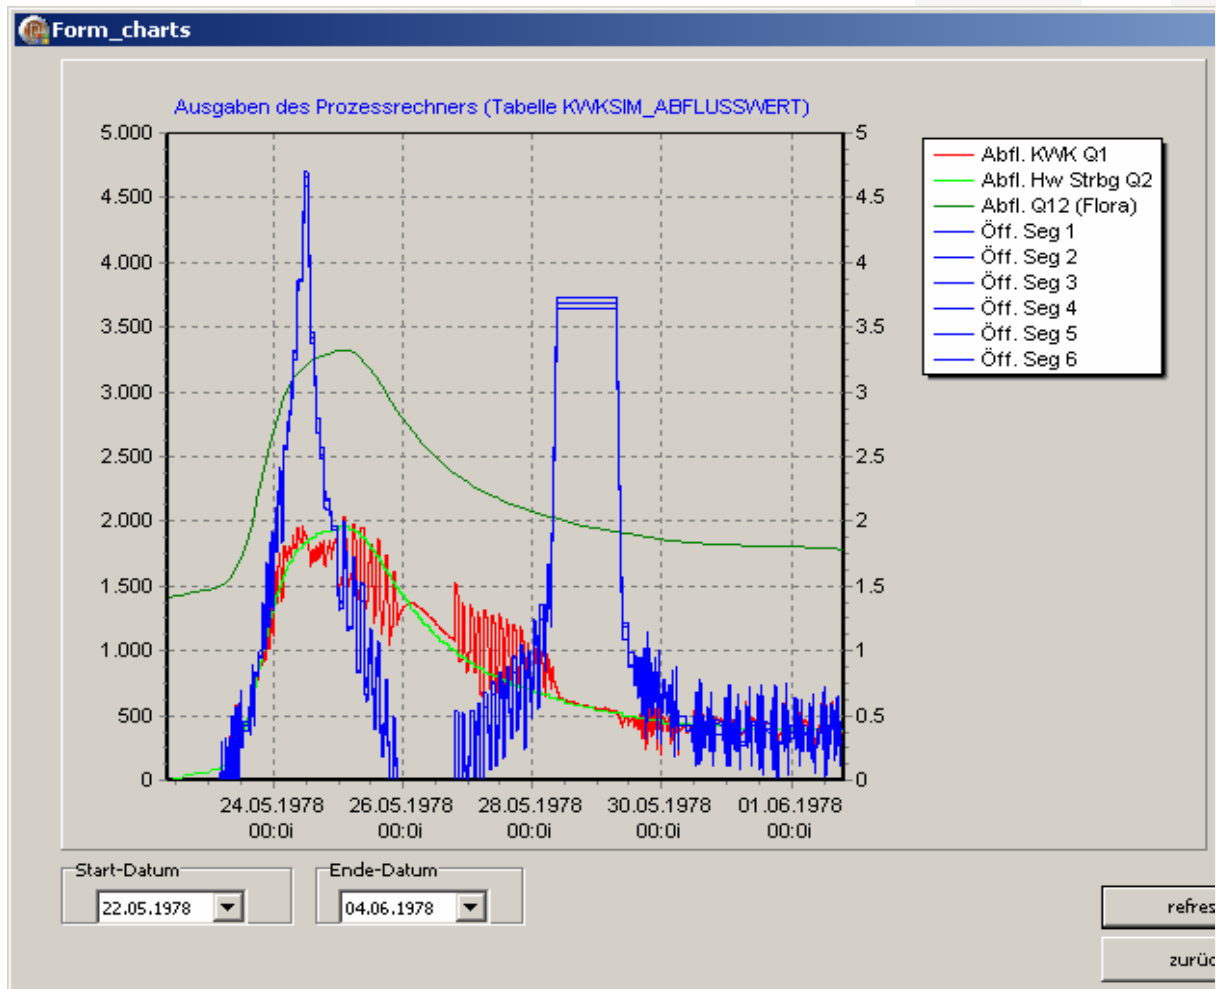 Form_charts
Ausgaben des Prozessrechners (Tabelle KWKSIM_ABFLUSSWERT)
5.000
4.500
4.000
3.500
3.000
2.500
2.000
1.500
1.000
500
0
5
4.5
4
3.5
3
2.5
2
1.5
1
0.5
0
24.05.1978 00:0i
26.05.1978 00:0i
28.05.1978 00:0i
30.05.1978 00:0i
01.06.1978 00:0i
Abfl. KWK Q1
Abfl. Hw Strbg Q2
Abfl. Q12 (Flora)
Öff. Seg 1
Öff. Seg 2
Öff. Seg 3
Öff. Seg 4
Öff. Seg 5
Öff. Seg 6
Start-Datum
22.05.1978
Ende-Datum
04.06.1978
refres
zurüc